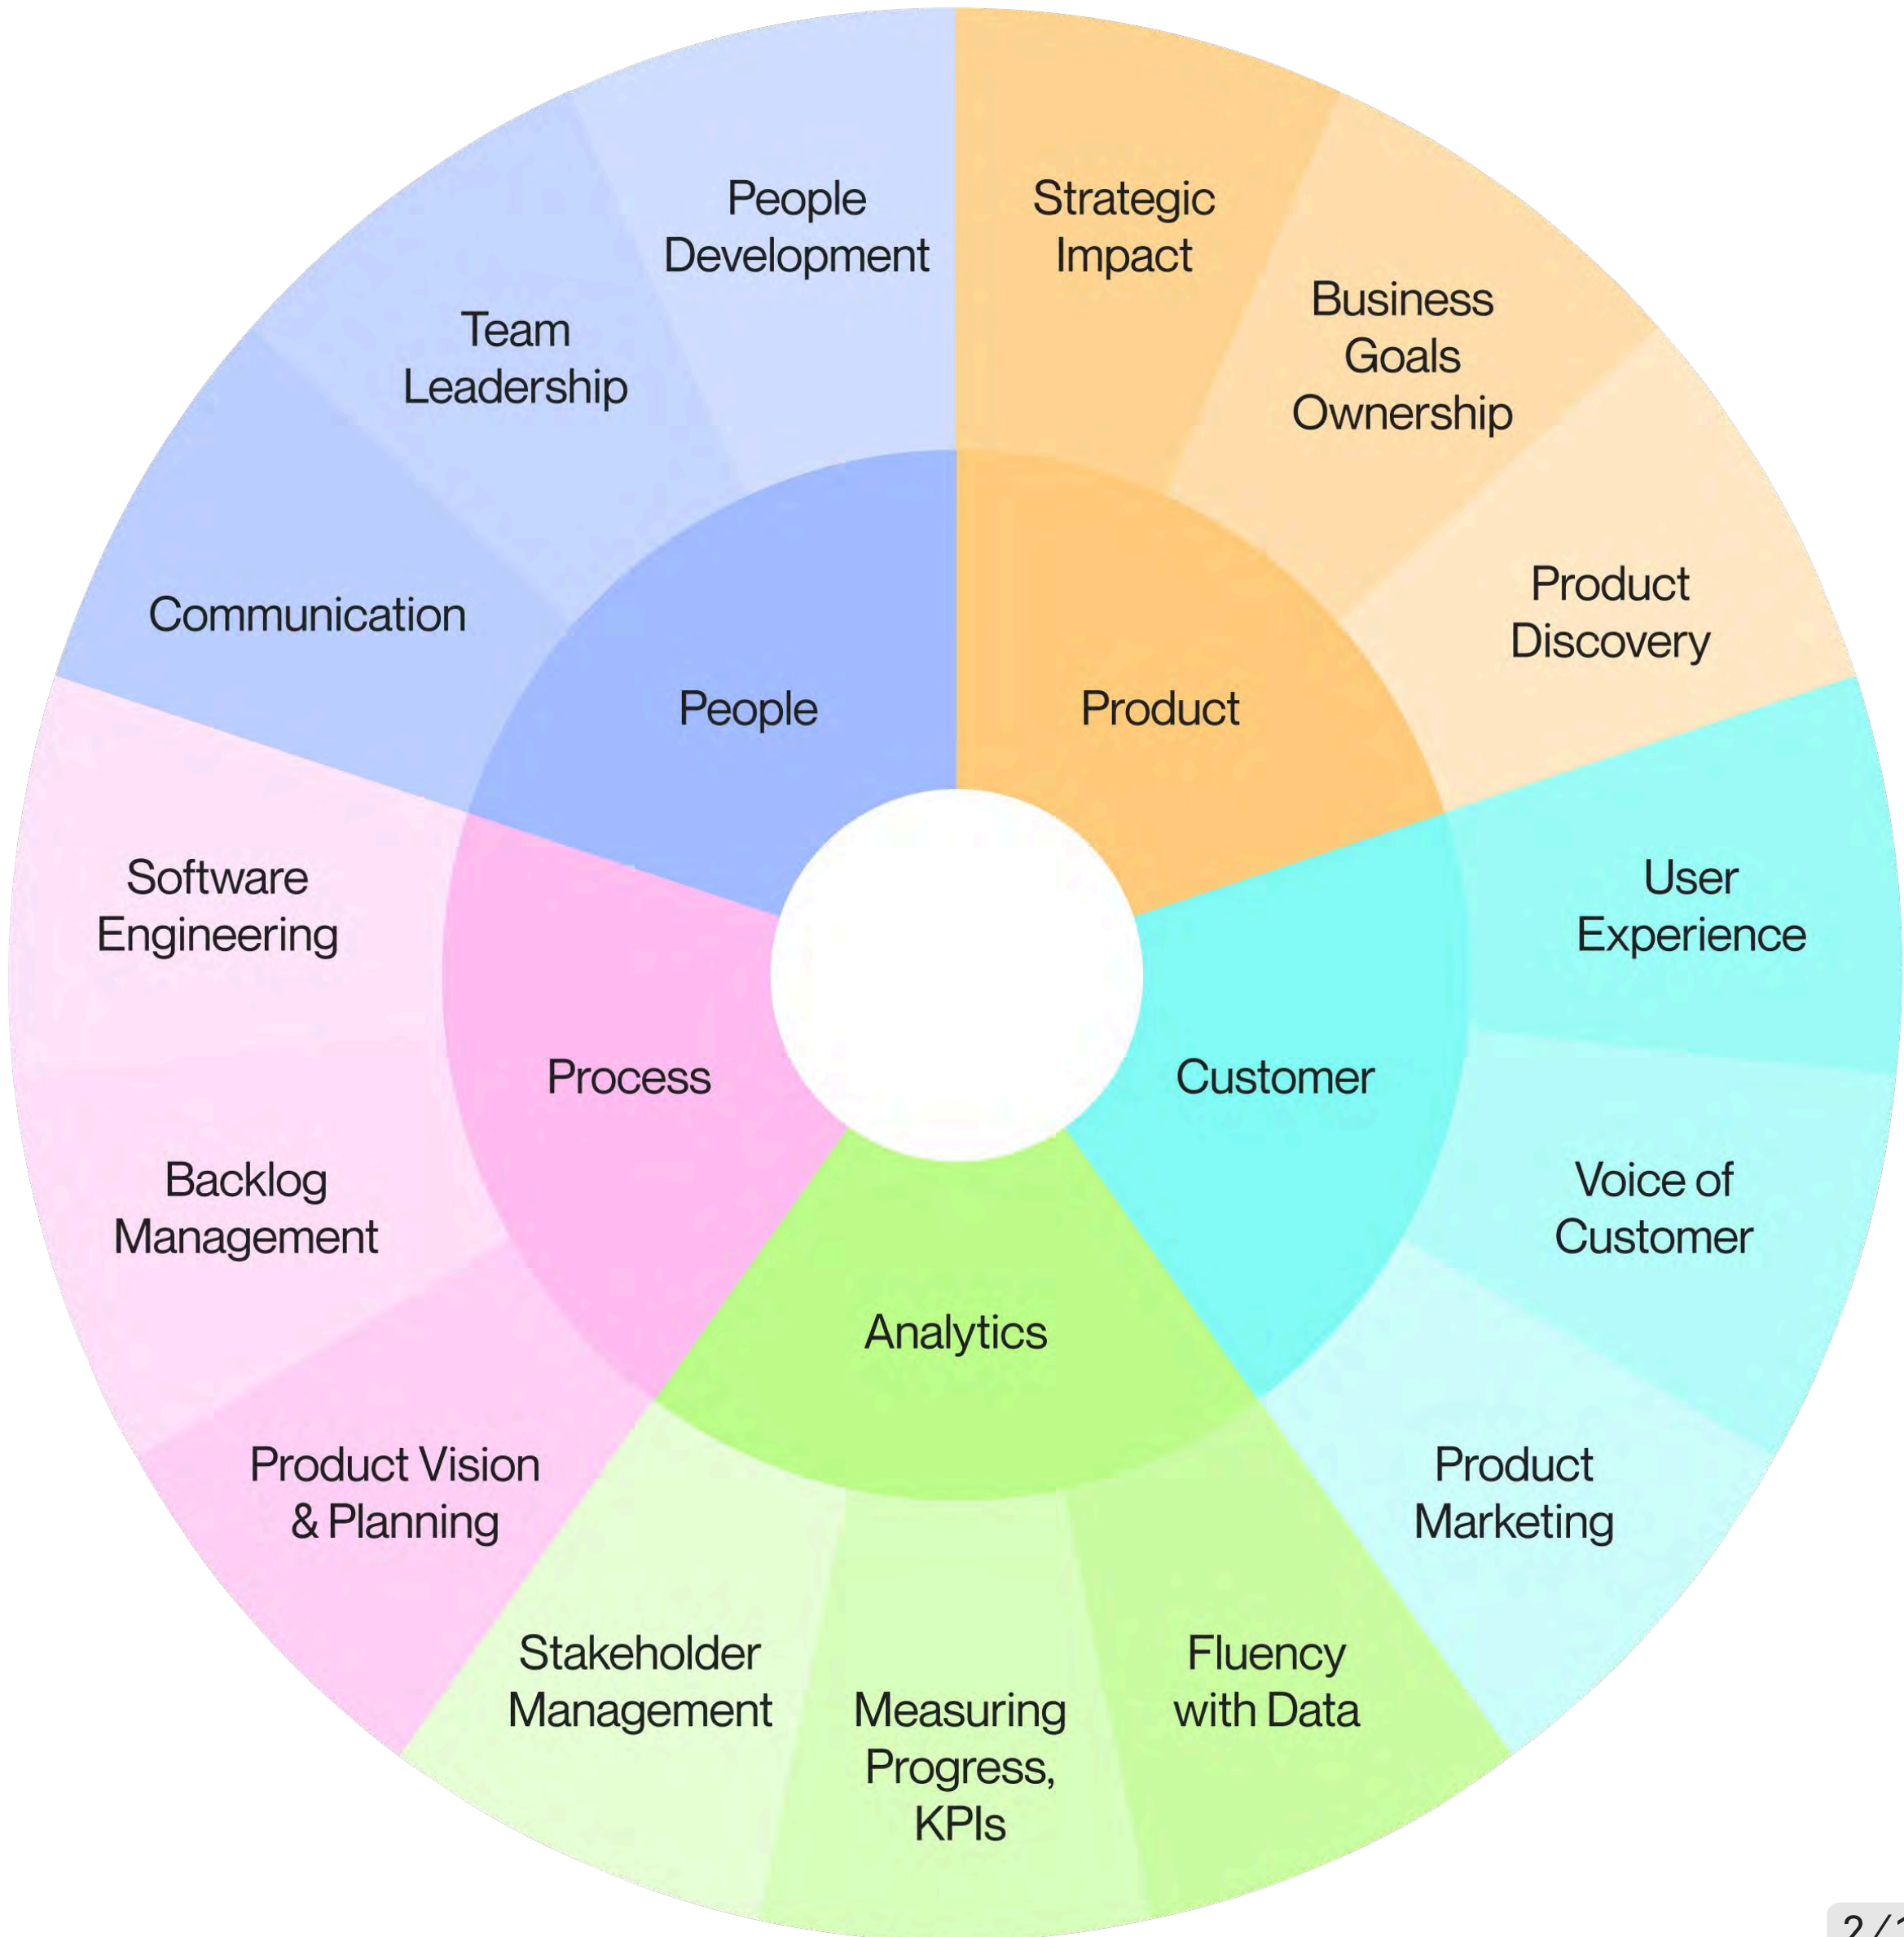 People
Development
Strategic
Impact
Business
Goals
Ownership
Team
Leadership
Product
Discovery
Communication
People
Product
Software
Engineering
User
Experience
Process
Customer
Backlog
Management
Voice of
Customer
Analytics
Product Vision
& Planning
Product
Marketing
Stakeholder
Management
Measuring
Progress,
KPIs
Fluency
with Data
2/1